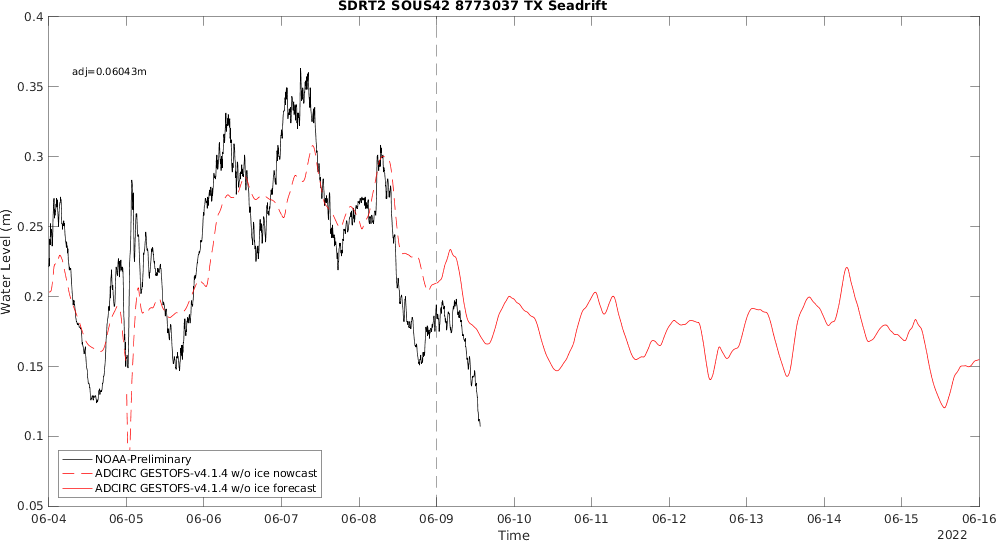 SDRT2 SOUS42 8773037 TX Seadrift
adj=0.06043m
0.4
0.35
0.3
0.25
0.2
0.15
0.1
0.05
Water Level (m)
NOAA-Preliminary
ADCIRC GESTOFS-v4.1.4 w/o ice nowcast
ADCIRC GESTOFS-v4.1.4 w/o ice forecast
06-04 06-05 06-06 06-07 06-08 06-09 06-10 06-11 06-12 06-13 06-14 06-15 06-16
Time
2022